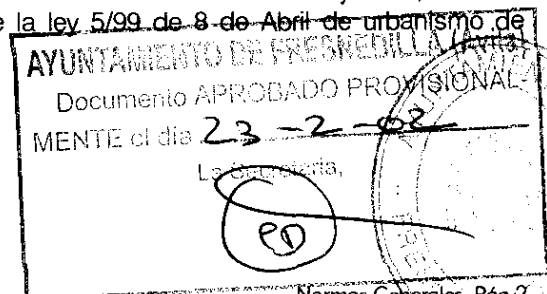 e la ley 5/99 de 8 de Abril de urbanismo de
AYUNTAMIENTO DE FRESNEDILLA (Avila)
Documento APROBADO PROVISIONAL-
MENTE el día 23-2-02
La Secretaria,
PD
Normas Generales. Pág 2